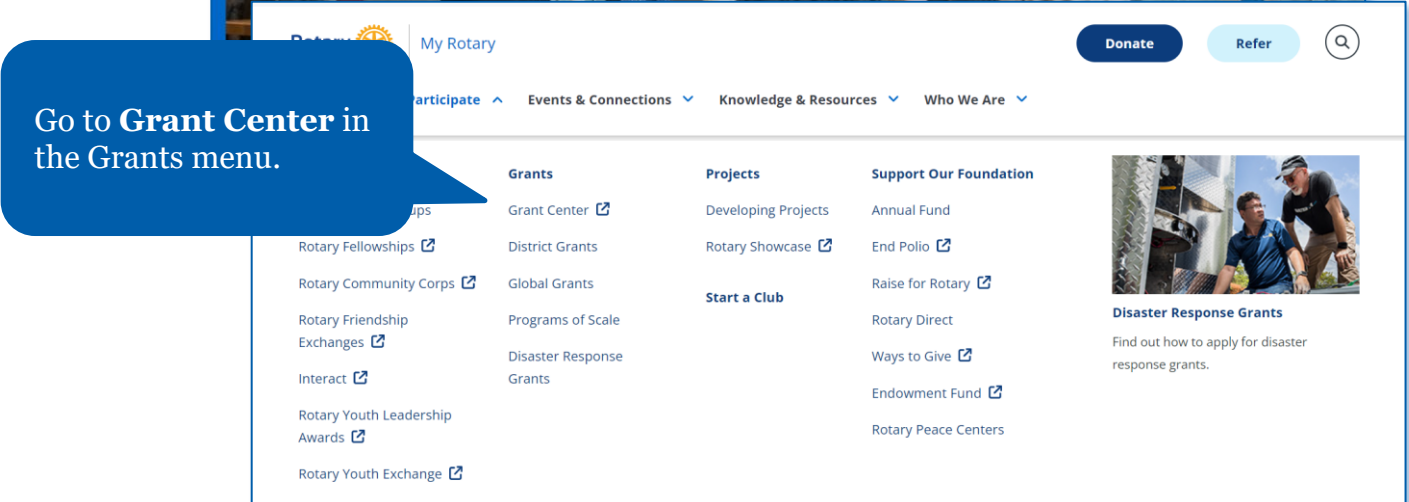 My Rotary
Donate
Refer
Participate
Events & Connections
Knowledge & Resources
Who We Are
Go to Grant Center in
the Grants menu.
Rotary Fellowships
Rotary Community Corps
Rotary Friendship
Exchanges
Interact
Rotary Youth Leadership
Awards
Rotary Youth Exchange
Grants
Grant Center
District Grants
Global Grants
Programs of Scale
Disaster Response
Grants
Projects
Developing Projects
Rotary Showcase
Start a Club
Support Our Foundation
Annual Fund
End Polio
Raise for Rotary
Rotary Direct
Ways to Give
Endowment Fund
Rotary Peace Centers
Disaster Response Grants
Find out how to apply for disaster
response grants.